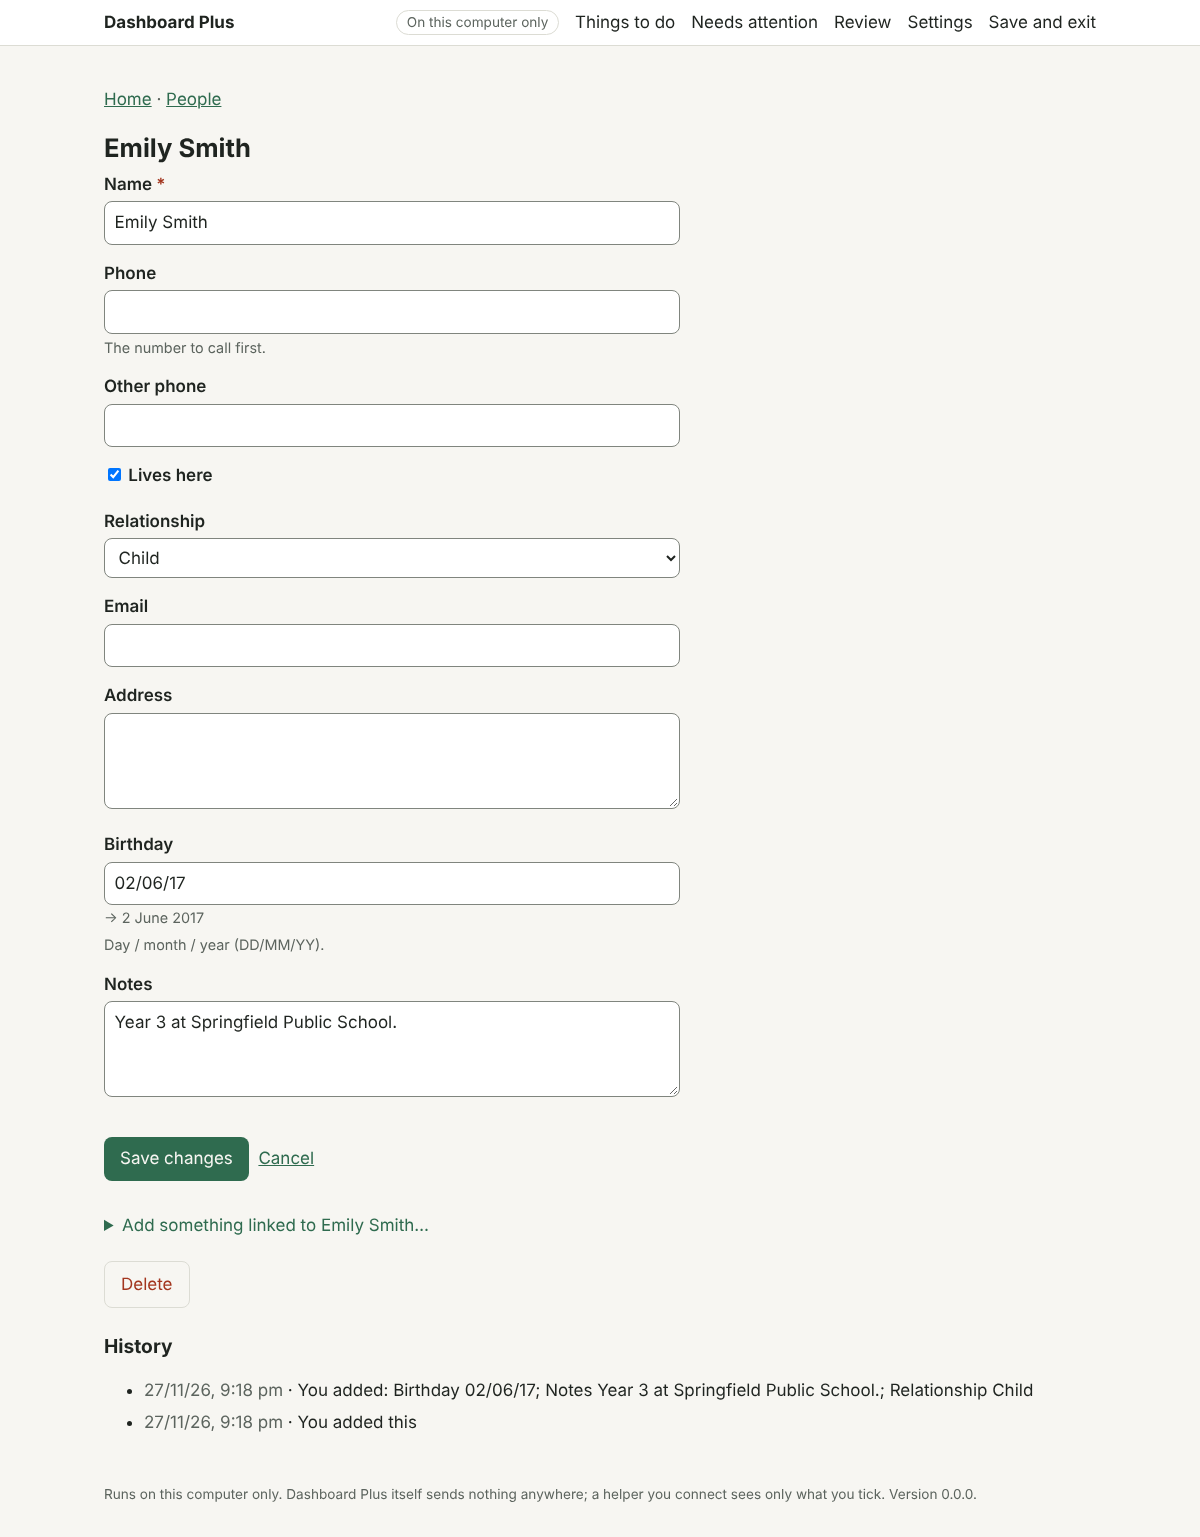 Dashboard Plus
On this computer only
Things to do
Needs attention
Review
Settings
Save and exit
Home · People
Emily Smith
Name *
Emily Smith
Phone
The number to call first.
Other phone
Lives here
Relationship
Child
Email
Address
Birthday
02/06/17
→ 2 June 2017
Day / month / year (DD/MM/YY).
Notes
Year 3 at Springfield Public School.
Save changes
Cancel
Add something linked to Emily Smith...
Delete
History
27/11/26, 9:18 pm · You added: Birthday 02/06/17; Notes Year 3 at Springfield Public School.; Relationship Child
27/11/26, 9:18 pm · You added this
Runs on this computer only. Dashboard Plus itself sends nothing anywhere; a helper you connect sees only what you tick. Version 0.0.0.